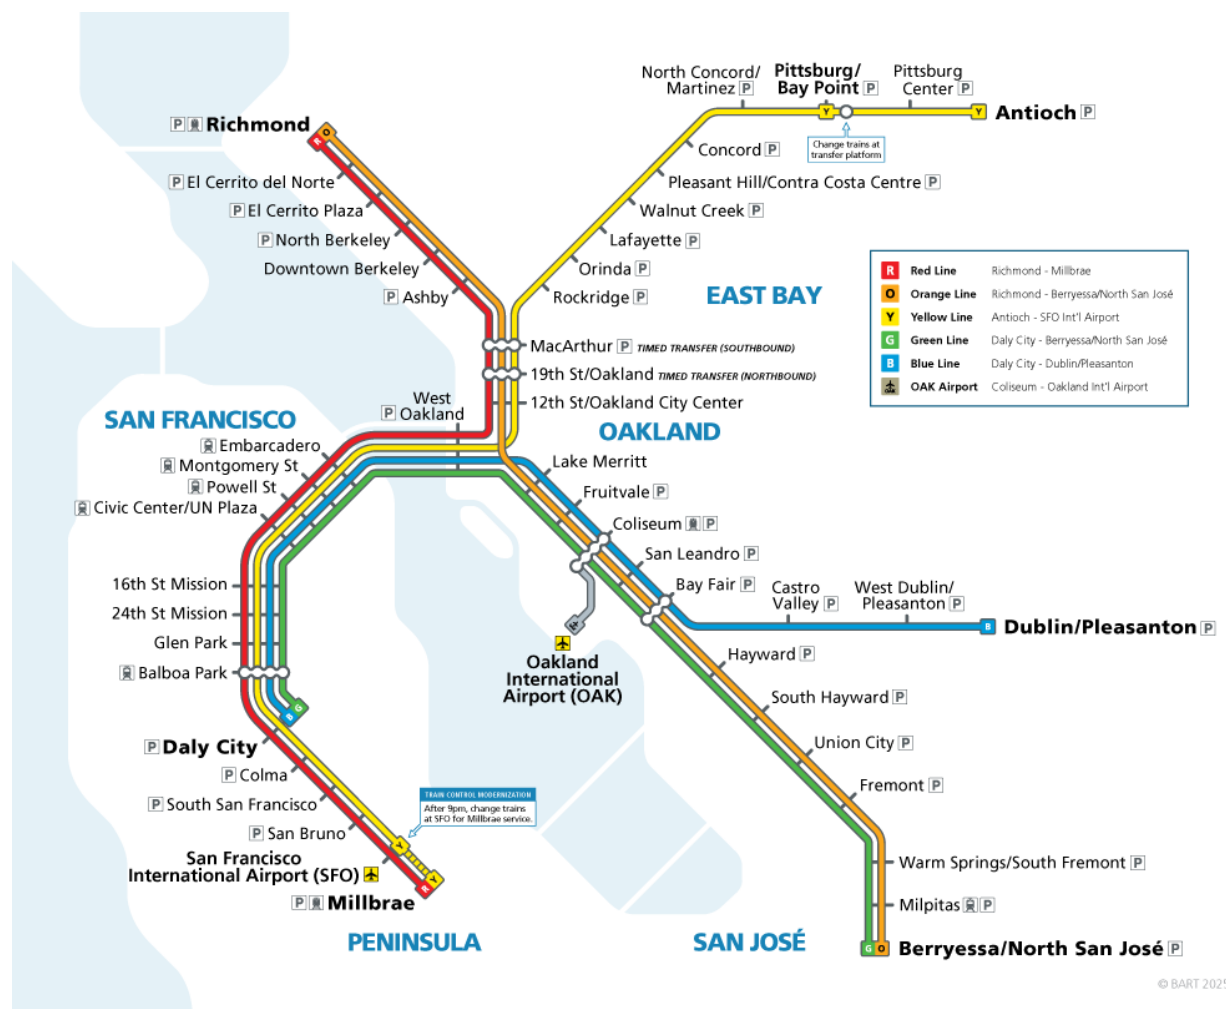 North Concord/
Martinez P
Pittsburg/
Bay Point P
Pittsburg
Center P
Y
Y
Antioch P
Change trains at
transfer platform
P Richmond
O
R
P El Cerrito del Norte
P El Cerrito Plaza
P North Berkeley
Downtown Berkeley
P Ashby
Concord P
Pleasant Hill/Contra Costa Centre P
Walnut Creek P
Lafayette P
Orinda P
Rockridge P
EAST BAY
R Red Line Richmond - Millbrae
O Orange Line Richmond - Berryessa/North San José
Y Yellow Line Antioch - SFO Int'l Airport
G Green Line Daly City - Berryessa/North San José
B Blue Line Daly City - Dublin/Pleasanton
OAK Airport Coliseum - Oakland Int'l Airport
MacArthur P TIMED TRANSFER (SOUTHBOUND)
19th St/Oakland TIMED TRANSFER (NORTHBOUND)
12th St/Oakland City Center
West
P Oakland
SAN FRANCISCO
OAKLAND
Embarcadero
Montgomery St
Powell St
Civic Center/UN Plaza
16th St Mission
24th St Mission
Glen Park
Balboa Park
G
B
P Daly City
P Colma
P South San Francisco
P San Bruno
San Francisco
International Airport (SFO)
P Millbrae
Y
Y
R
TRAIN CONTROL MODERNIZATION
After 9pm, change trains
at SFO for Millbrae service.
PENINSULA
Lake Merritt
Fruitvale P
Coliseum P
San Leandro P
Bay Fair P
Castro
Valley P
West Dublin/
Pleasanton P
B
Dublin/Pleasanton P
Oakland
International
Airport (OAK)
Hayward P
South Hayward P
Union City P
Fremont P
Warm Springs/South Fremont P
Milpitas P
G O
Berryessa/North San José P
SAN JOSÉ
© BART 2025